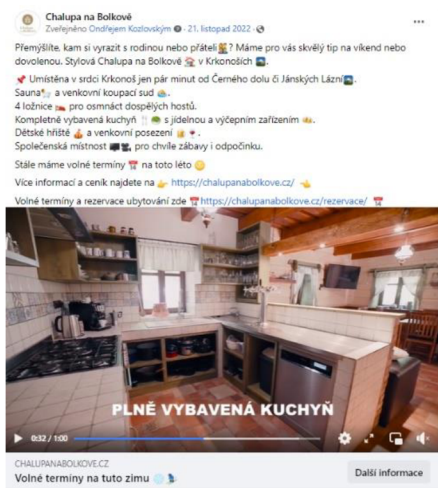 Chalupa na Bolkově
Zveřejněno Ondřejem Kozlovským · 21. listopad 2022 ·
Přemýšlíte, kam si vyrazit s rodinou nebo přáteli? Máme pro vás skvělý tip na víkend nebo
dovolenou. Stylová Chalupa na Bolkově v Krkonoších.
📌 Umístěna v srdci Krkonoš jen pár minut od Černého dolu či Jánských Lázní.
Sauna a venkovní koupací sud.
4 ložnice pro osmnáct dospělých hostů.
Kompletně vybavená kuchyň s jídelnou a výčepním zařízením.
Dětské hřiště a venkovní posezení.
Společenská místnost pro chvíle zábavy i odpočinku.
Stále máme volné termíny 📅 na toto léto
Více informací a ceník najdete na 👉 https://chalupanabolkove.cz/ 👈
Volné termíny a rezervace ubytování zde 📅 https://chalupanabolkove.cz/rezervace/ 📅
PLNĚ VYBAVENÁ KUCHYŇ
0:32 / 1:00
CHALUPANABOLKOVE.CZ
Volné termíny na tuto zimu
Další informace